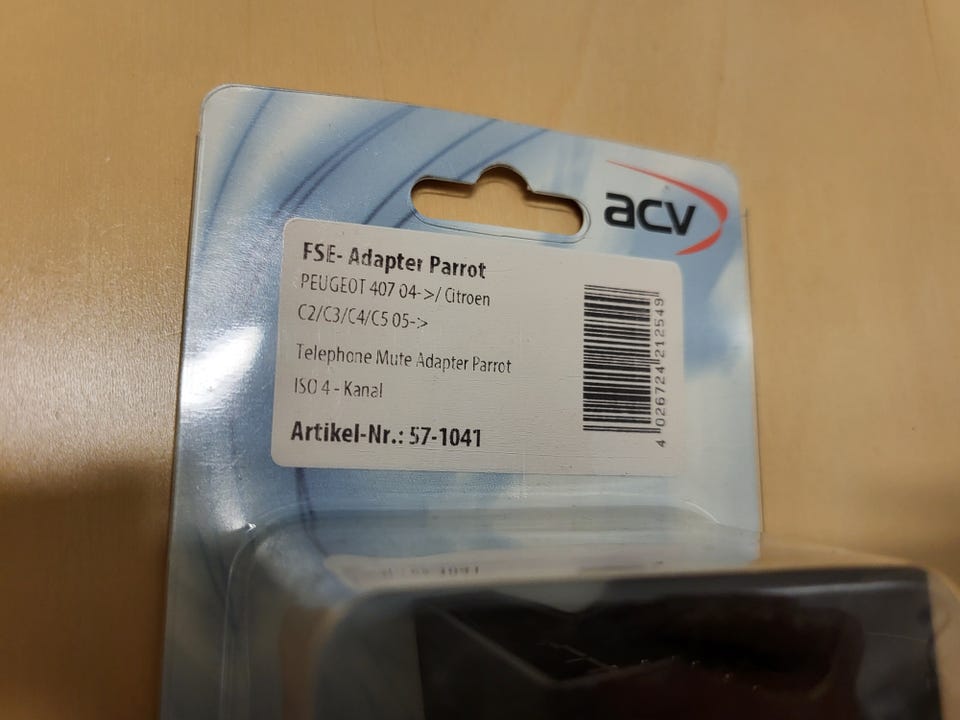 acv
FSE- Adapter Parrot
PEUGEOT 407 04->/ Citroen
C2/C3/C4/C5 05->
Telephone Mute Adapter Parrot
ISO 4 - Kanal
Artikel-Nr.: 57-1041
4 026724 212549